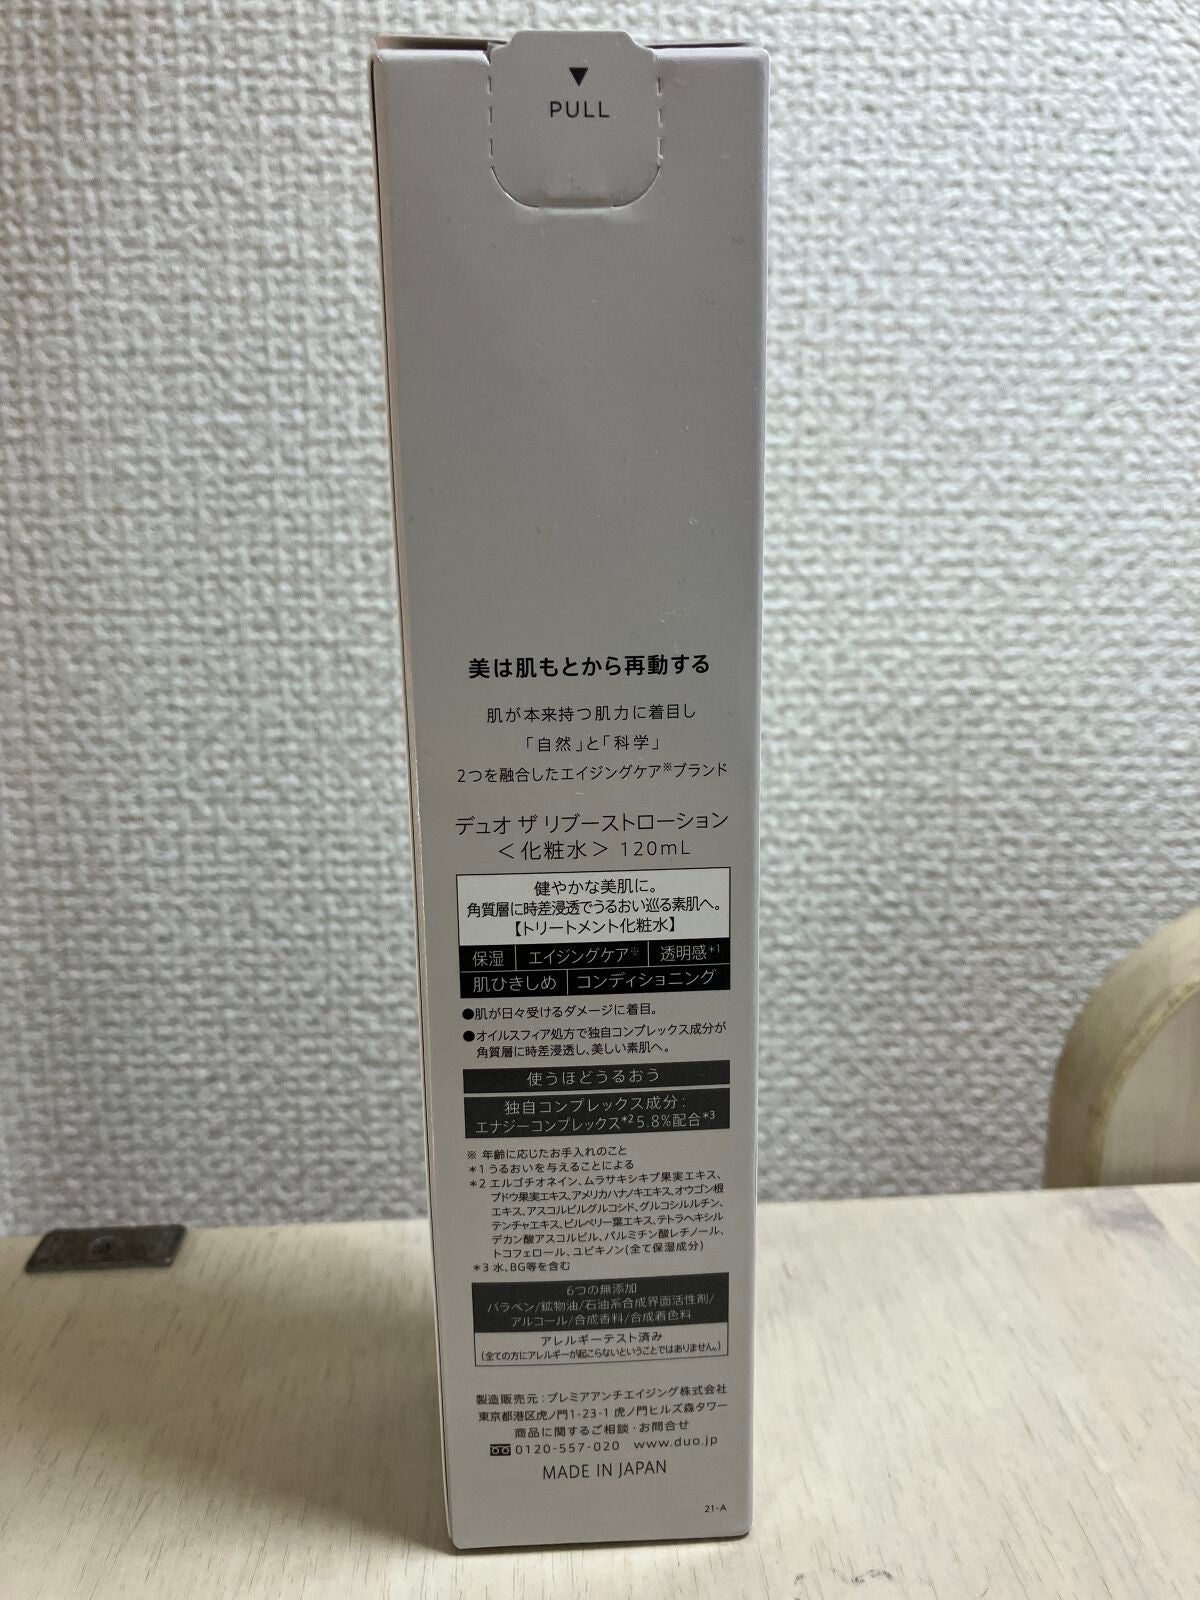 ▼
PULL
美は肌もとから再動する
肌が本来持つ肌力に着目し
「自然」と「科学」
2つを融合したエイジングケア※ブランド
デュオ ザ リブーストローション
＜化粧水＞ 120mL
健やかな美肌に。
角質層に時差浸透でうるおい巡る素肌へ。
【トリートメント化粧水】
保湿 エイジングケア※ 透明感*1
肌ひきしめ コンディショニング
●肌が日々受けるダメージに着目。
●オイルスフィア処方で独自コンプレックス成分が
角質層に時差浸透し、美しい素肌へ。
使うほどうるおう
独自コンプレックス成分:
エナジーコンプレックス*2 5.8%配合*3
※ 年齢に応じたお手入れのこと
*1 うるおいを与えることによる
*2 エルゴチオネイン、ムラサキシキブ果実エキス、
ブドウ果実エキス、アメリカハナノキエキス、オウゴン根
エキス、アスコルビルグルコシド、グルコシルルチン、
テンチャエキス、ビルベリー葉エキス、テトラヘキシル
デカン酸アスコルビル、パルミチン酸レチノール、
トコフェロール、ユビキノン(全て保湿成分)
*3 水、BG等を含む
6つの無添加
パラベン/鉱物油/石油系合成界面活性剤/
アルコール/合成香料/合成着色料
アレルギーテスト済み
(全ての方にアレルギーが起こらないということではありません。)
製造販売元：プレミアアンチエイジング株式会社
東京都港区虎ノ門1-23-1 虎ノ門ヒルズ森タワー
商品に関するご相談・お問合せ
0120-557-020 www.duo.jp
MADE IN JAPAN
21-A